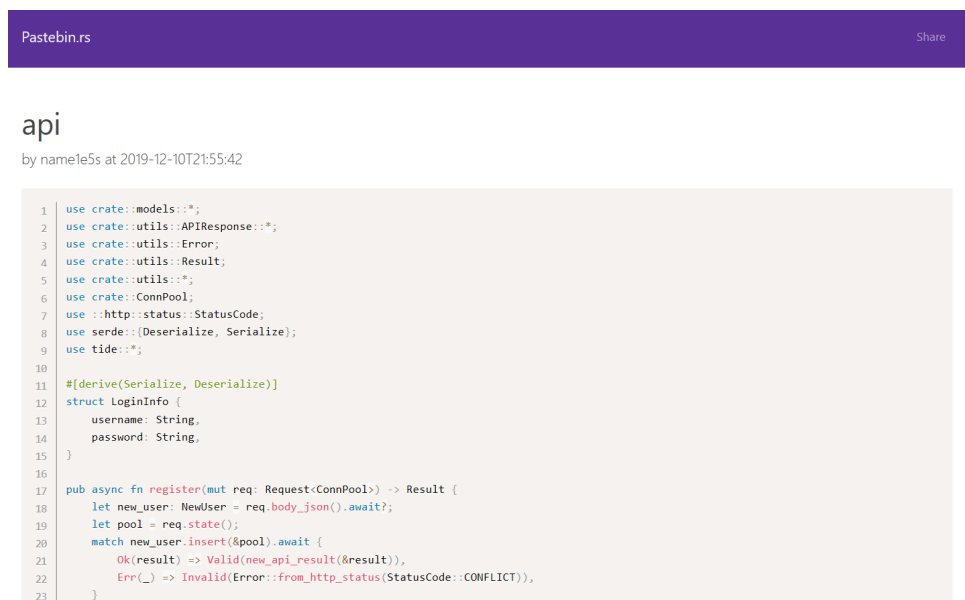 Pastebin.rs
Share
api
by name1e5s at 2019-12-10T21:55:42
1 use crate::models::*;
2 use crate::utils::APIResponse::*;
3 use crate::utils::Error;
4 use crate::utils::Result;
5 use crate::utils::*;
6 use crate::ConnPool;
7 use ::http::status::StatusCode;
8 use serde::{Deserialize, Serialize};
9 use tide::*;
10
11 #[derive(Serialize, Deserialize)]
12 struct LoginInfo {
13     username: String,
14     password: String,
15 }
16
17 pub async fn register(mut req: Request<ConnPool>) -> Result {
18     let new_user: NewUser = req.body_json().await?;
19     let pool = req.state();
20     match new_user.insert(&pool).await {
21         Ok(result) => Valid(new_api_result(&result)),
22         Err(_) => Invalid(Error::from_http_status(StatusCode::CONFLICT)),
23     }